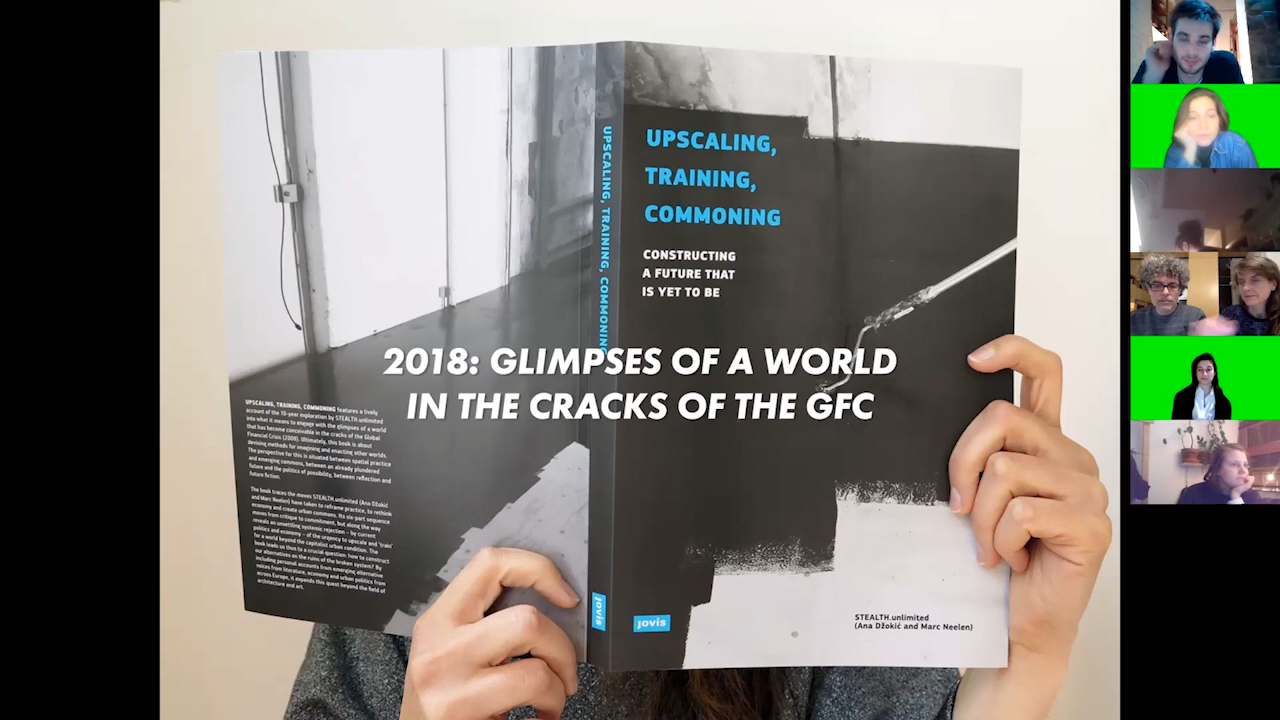 UPSCALING,
TRAINING,
COMMONING
CONSTRUCTING
A FUTURE THAT
IS YET TO BE
UPSCALING, TRAINING, COMMONING
2018: GLIMPSES OF A WORLD
IN THE CRACKS OF THE GFC
UPSCALING, TRAINING, COMMONING features a lively
account of the 10-year exploration by STEALTH.unlimited
into what it means to engage with the glimpses of a world
that has become conceivable in the cracks of the Global
Financial Crisis (2008). Ultimately, this book is about
devising methods for imagining and enacting other worlds.
The perspective for this is situated between spatial practice
and emerging commons, between an already plundered
future and the politics of possibility, between reflection and
future fiction.
The book traces the moves STEALTH.unlimited (Ana Džokić
and Marc Neelen) have taken to reframe practice, to rethink
economy and create urban commons. Its six-part sequence
moves from critique to commitment, but along the way
reveals an unsettling systemic rejection – by current
politics and economy – of the urgency to upscale and 'train'
for a world beyond the capitalist urban condition. The
book leads us thus to a crucial question: how to construct
our alternatives on the ruins of the broken system? By
including personal accounts from emerging alternative
voices from literature, economy and urban politics from
across Europe, it expands this quest beyond the field of
architecture and art.
jovis
jovis
STEALTH.unlimited
(Ana Džokić and Marc Neelen)